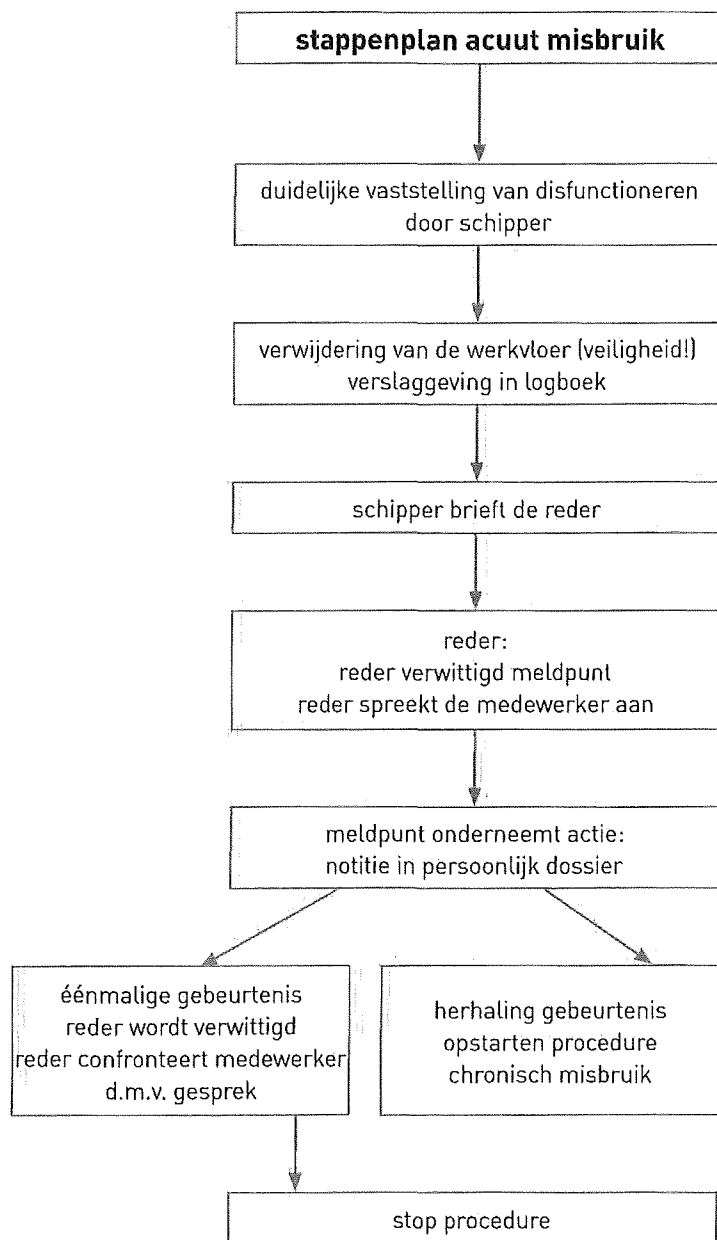 stappenplan acuut misbruik
duidelijke vaststelling van disfunctioneren
door schipper
verwijdering van de werkvloer (veiligheid!)
verslaggeving in logboek
schipper brieft de reder
reder:
reder verwittigd meldpunt
reder spreekt de medewerker aan
meldpunt onderneemt actie:
notitie in persoonlijk dossier
éénmalige gebeurtenis
reder wordt verwittigd
reder confronteert medewerker
d.m.v. gesprek
herhaling gebeurtenis
opstarten procedure
chronisch misbruik
stop procedure